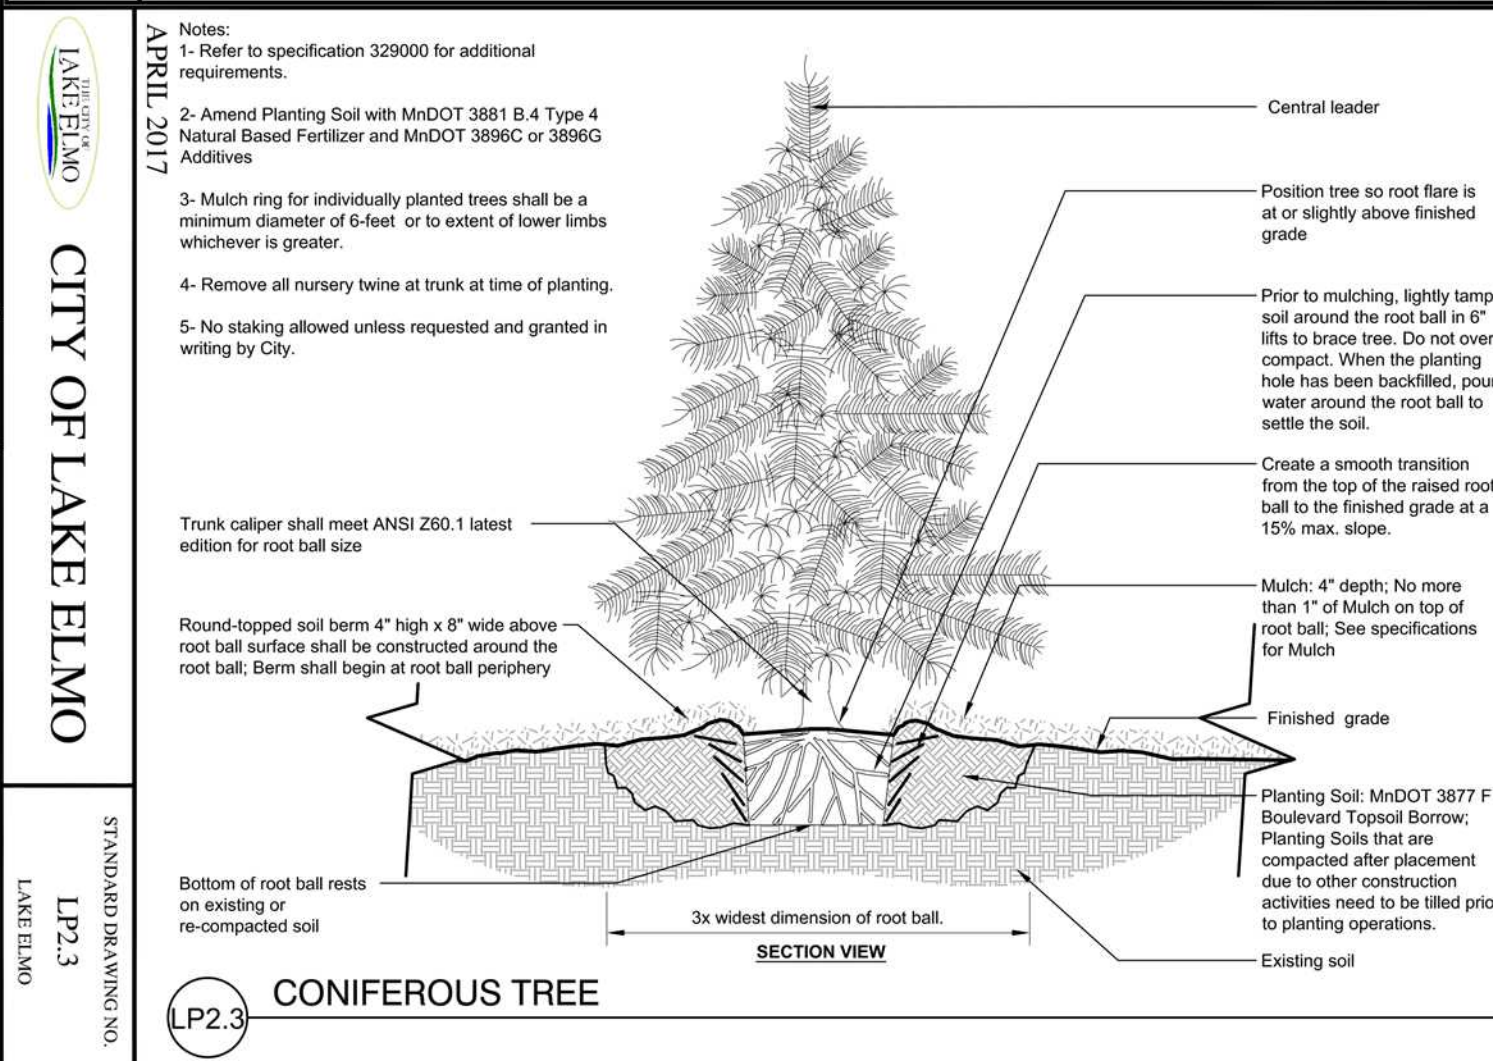 THE CITY OF
LAKE ELMO
CITY OF LAKE ELMO
STANDARD DRAWING NO.
LP2.3
LAKE ELMO
APRIL 2017
Notes:
1- Refer to specification 329000 for additional
requirements.
2- Amend Planting Soil with MnDOT 3881 B.4 Type 4
Natural Based Fertilizer and MnDOT 3896C or 3896G
Additives
3- Mulch ring for individually planted trees shall be a
minimum diameter of 6-feet or to extent of lower limbs
whichever is greater.
4- Remove all nursery twine at trunk at time of planting.
5- No staking allowed unless requested and granted in
writing by City.
Trunk caliper shall meet ANSI Z60.1 latest
edition for root ball size
Round-topped soil berm 4" high x 8" wide above
root ball surface shall be constructed around the
root ball; Berm shall begin at root ball periphery
Bottom of root ball rests
on existing or
re-compacted soil
Central leader
Position tree so root flare is
at or slightly above finished
grade
Prior to mulching, lightly tamp
soil around the root ball in 6"
lifts to brace tree. Do not over
compact. When the planting
hole has been backfilled, pour
water around the root ball to
settle the soil.
Create a smooth transition
from the top of the raised root
ball to the finished grade at a
15% max. slope.
Mulch: 4" depth; No more
than 1" of Mulch on top of
root ball; See specifications
for Mulch
Finished grade
Planting Soil: MnDOT 3877 F
Boulevard Topsoil Borrow;
Planting Soils that are
compacted after placement
due to other construction
activities need to be tilled prio
to planting operations.
Existing soil
3x widest dimension of root ball.
SECTION VIEW
LP2.3
CONIFEROUS TREE